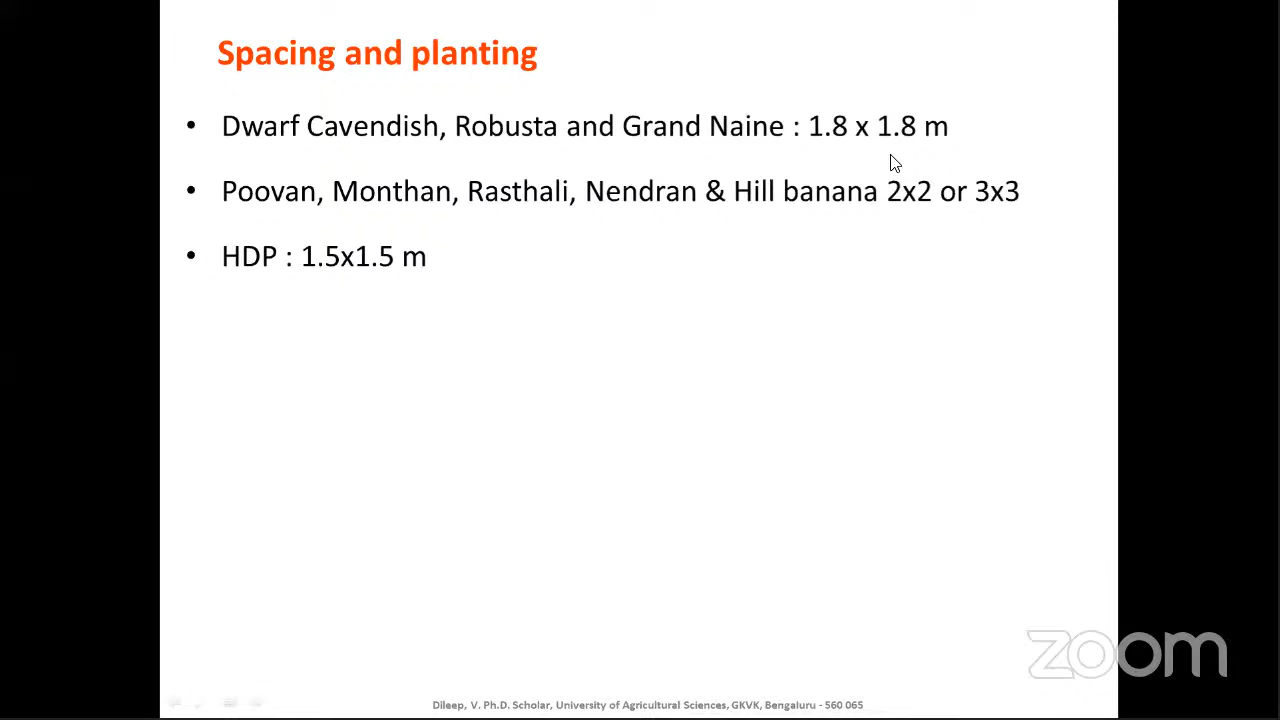 Spacing and planting
• Dwarf Cavendish, Robusta and Grand Naine : 1.8 x 1.8 m
• Poovan, Monthan, Rasthali, Nendran & Hill banana 2x2 or 3x3
• HDP : 1.5x1.5 m
zoom
Dileep, V. Ph.D. Scholar, University of Agricultural Sciences, GKVK, Bengaluru - 560 065